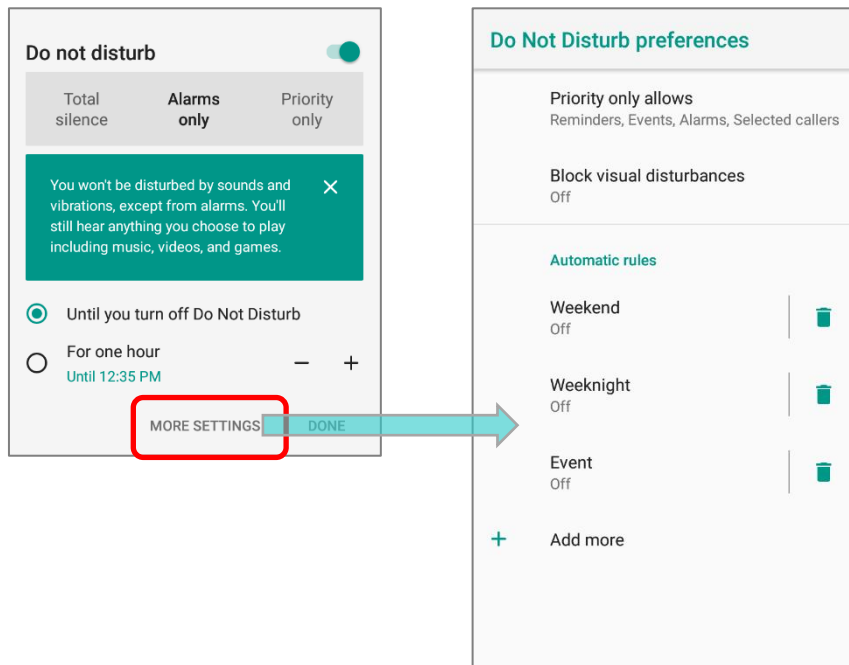 Do not disturb
Total silence
Alarms only
Priority only
You won't be disturbed by sounds and
vibrations, except from alarms. You'll
still hear anything you choose to play
including music, videos, and games.
Until you turn off Do Not Disturb
For one hour
Until 12:35 PM
MORE SETTINGS
DONE
Do Not Disturb preferences
Priority only allows
Reminders, Events, Alarms, Selected callers
Block visual disturbances
Off
Automatic rules
Weekend
Off
Weeknight
Off
Event
Off
Add more